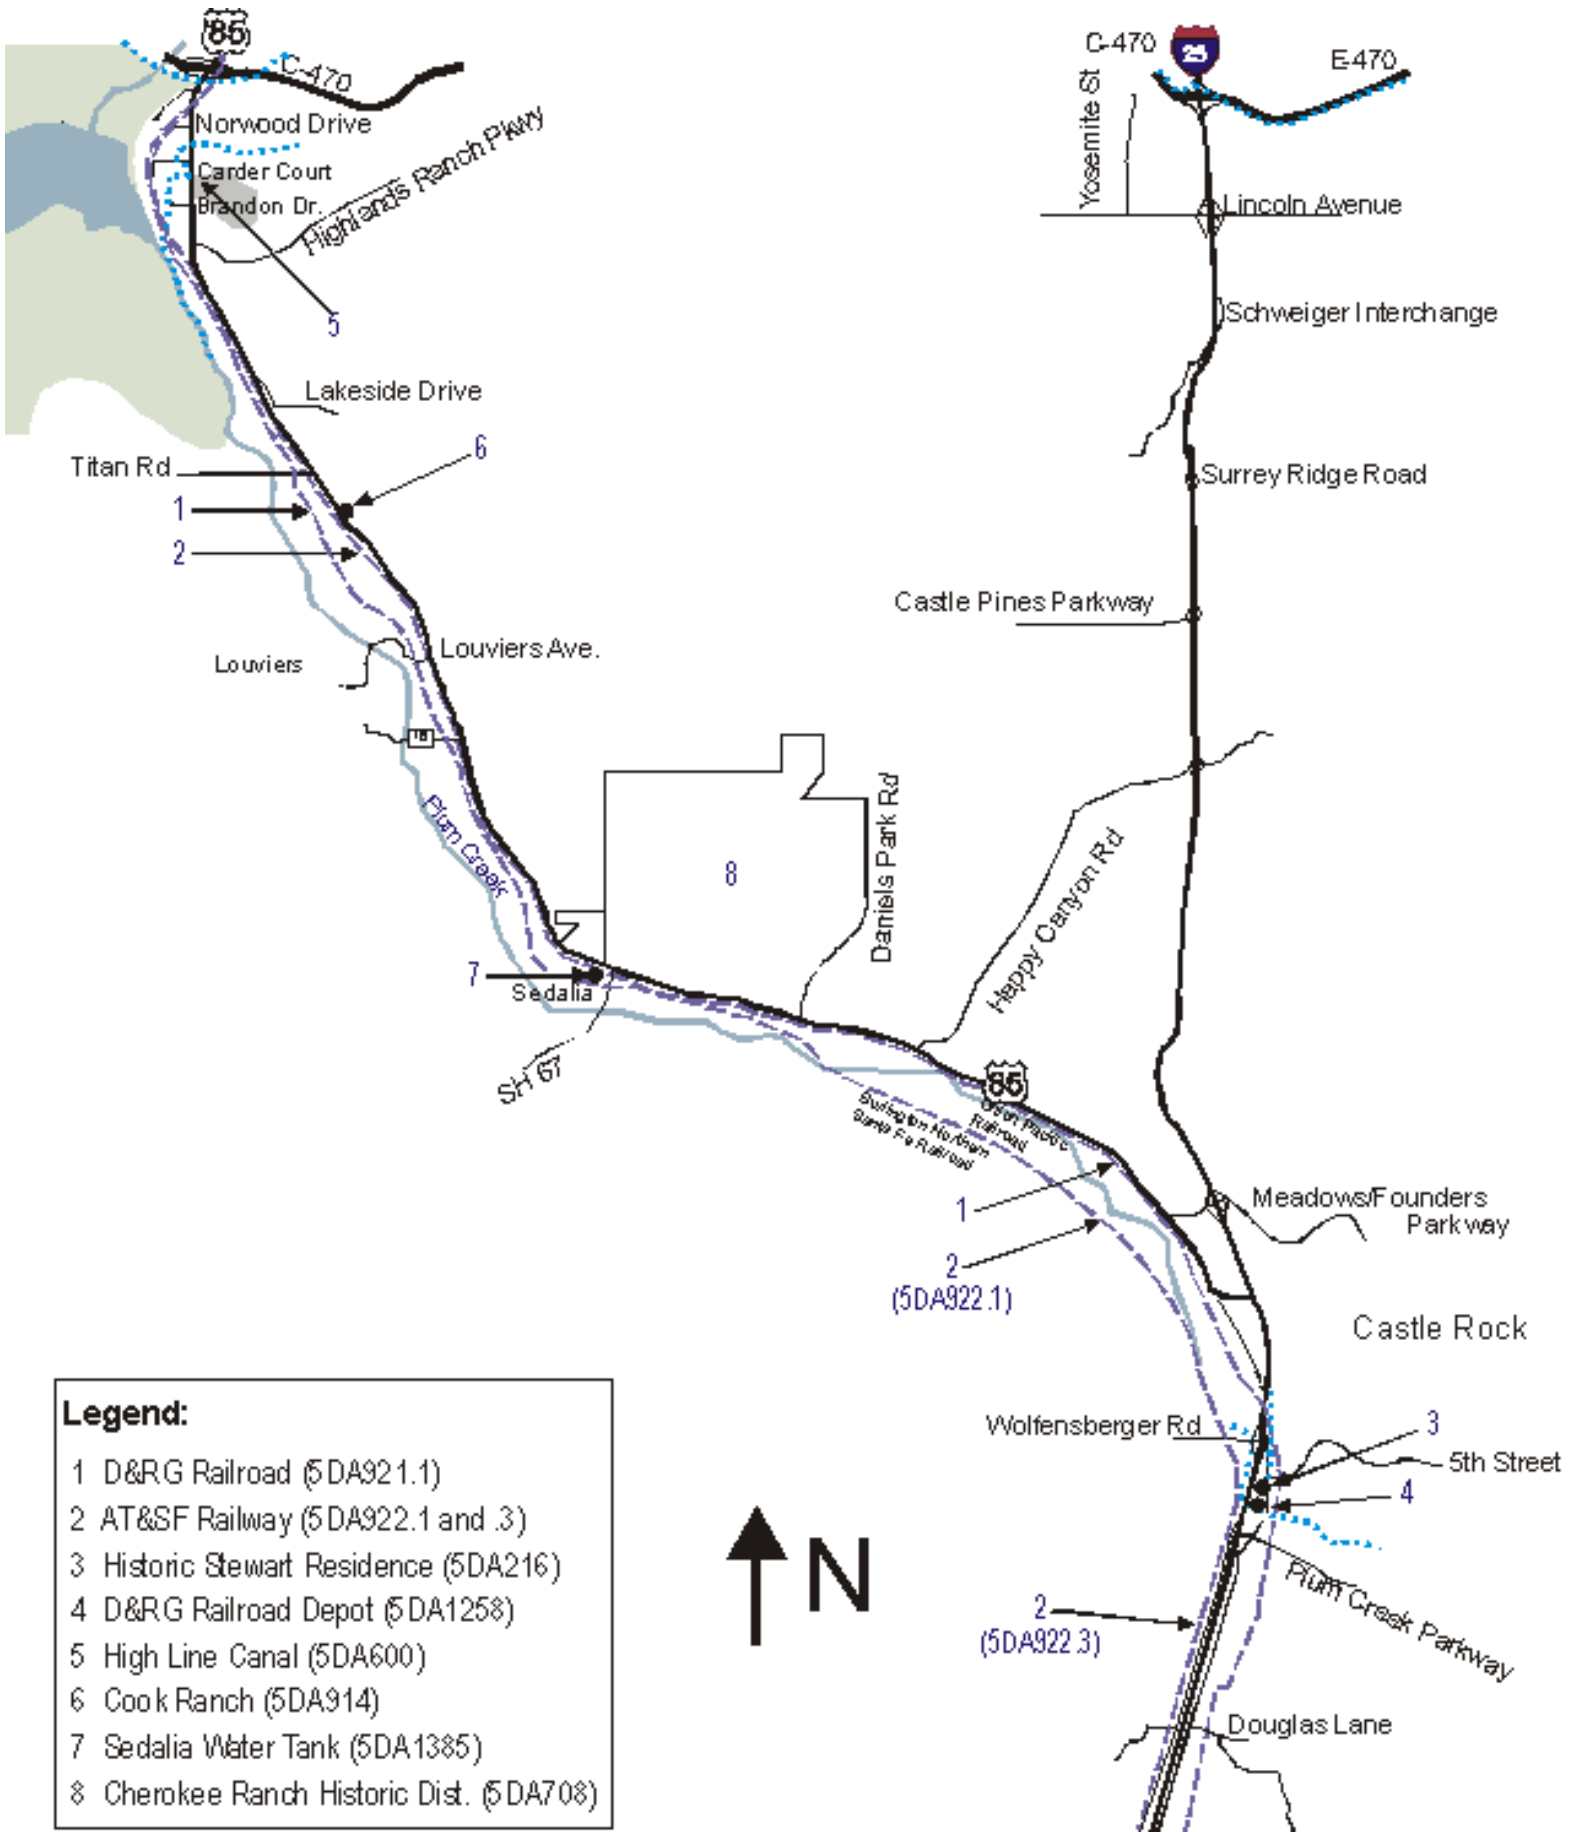 85
C-470
Norwood Drive
Carder Court
Brandon Dr.
Highlands Ranch Pkwy
5
Lakeside Drive
6
Titan Rd
1
2
Louviers Ave.
Louviers
18
Plum Creek
8
Daniels Park Rd
7
Sedalia
SH 67
C-470
25
E-470
Yosemite St
Lincoln Avenue
Schweiger Interchange
Surrey Ridge Road
Castle Pines Parkway
Happy Canyon Rd
85
Union Pacific
Railroad
Burlington Northern
Santa Fe Railroad
1
2
(5DA922.1)
Meadows/Founders
Parkway
Castle Rock
Wolfensberger Rd
3
5th Street
4
Plum Creek Parkway
2
(5DA922.3)
Douglas Lane
N
Legend:
1 D&RG Railroad (5DA921.1)
2 AT&SF Railway (5DA922.1 and .3)
3 Historic Stewart Residence (5DA216)
4 D&RG Railroad Depot (5DA1258)
5 High Line Canal (5DA600)
6 Cook Ranch (5DA914)
7 Sedalia Water Tank (5DA1385)
8 Cherokee Ranch Historic Dist. (5DA708)